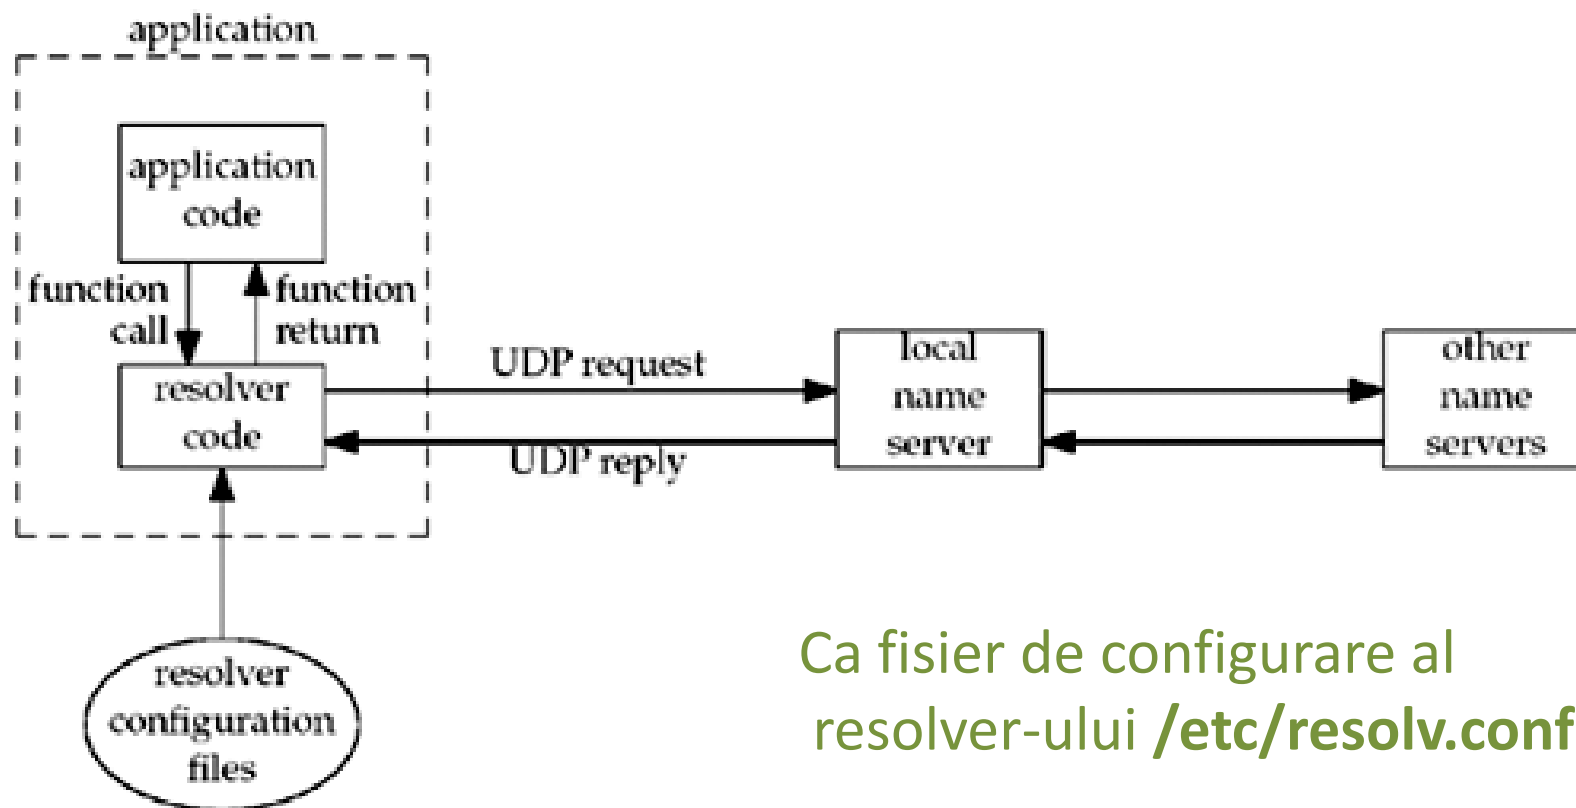 application
application
code
function
call
function
return
resolver
code
UDP request
UDP reply
local
name
server
other
name
servers
resolver
configuration
files
Ca fisier de configurare al
resolver-ului /etc/resolv.conf